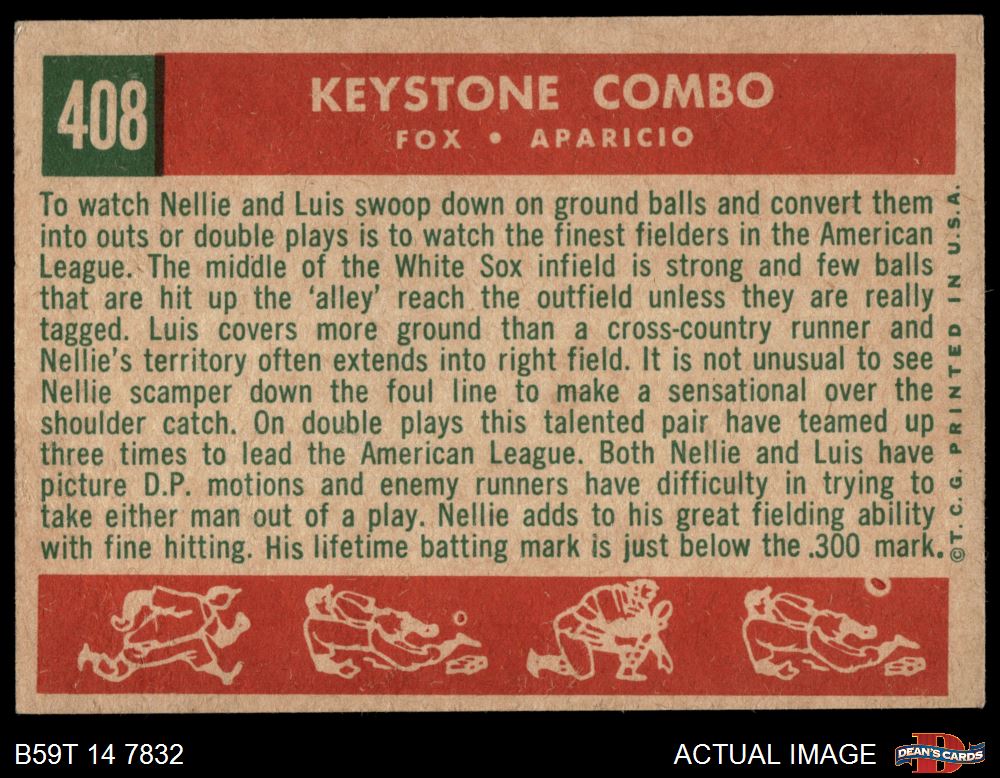 408
KEYSTONE COMBO
FOX • APARICIO
To watch Nellie and Luis swoop down on ground balls and convert them
into outs or double plays is to watch the finest fielders in the American
League. The middle of the White Sox infield is strong and few balls
that are hit up the ‘alley’ reach the outfield unless they are really
tagged. Luis covers more ground than a cross-country runner and
Nellie’s territory often extends into right field. It is not unusual to see
Nellie scamper down the foul line to make a sensational over the
shoulder catch. On double plays this talented pair have teamed up
three times to lead the American League. Both Nellie and Luis have
picture D.P. motions and enemy runners have difficulty in trying to
take either man out of a play. Nellie adds to his great fielding ability
with fine hitting. His lifetime batting mark is just below the .300 mark.
©T. C. G. PRINTED IN U.S.A.
B59T 14 7832
ACTUAL IMAGE
D
DEAN'S CARDS